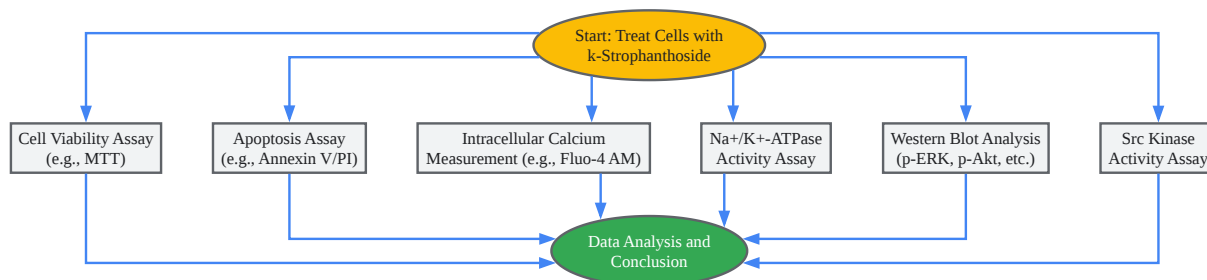 Start: Treat Cells with
k-Strophanthoside
Cell Viability Assay
(e.g., MTT)
Apoptosis Assay
(e.g., Annexin V/PI)
Intracellular Calcium
Measurement (e.g., Fluo-4 AM)
Na+/K+-ATPase
Activity Assay
Western Blot Analysis
(p-ERK, p-Akt, etc.)
Src Kinase
Activity Assay
Data Analysis and
Conclusion